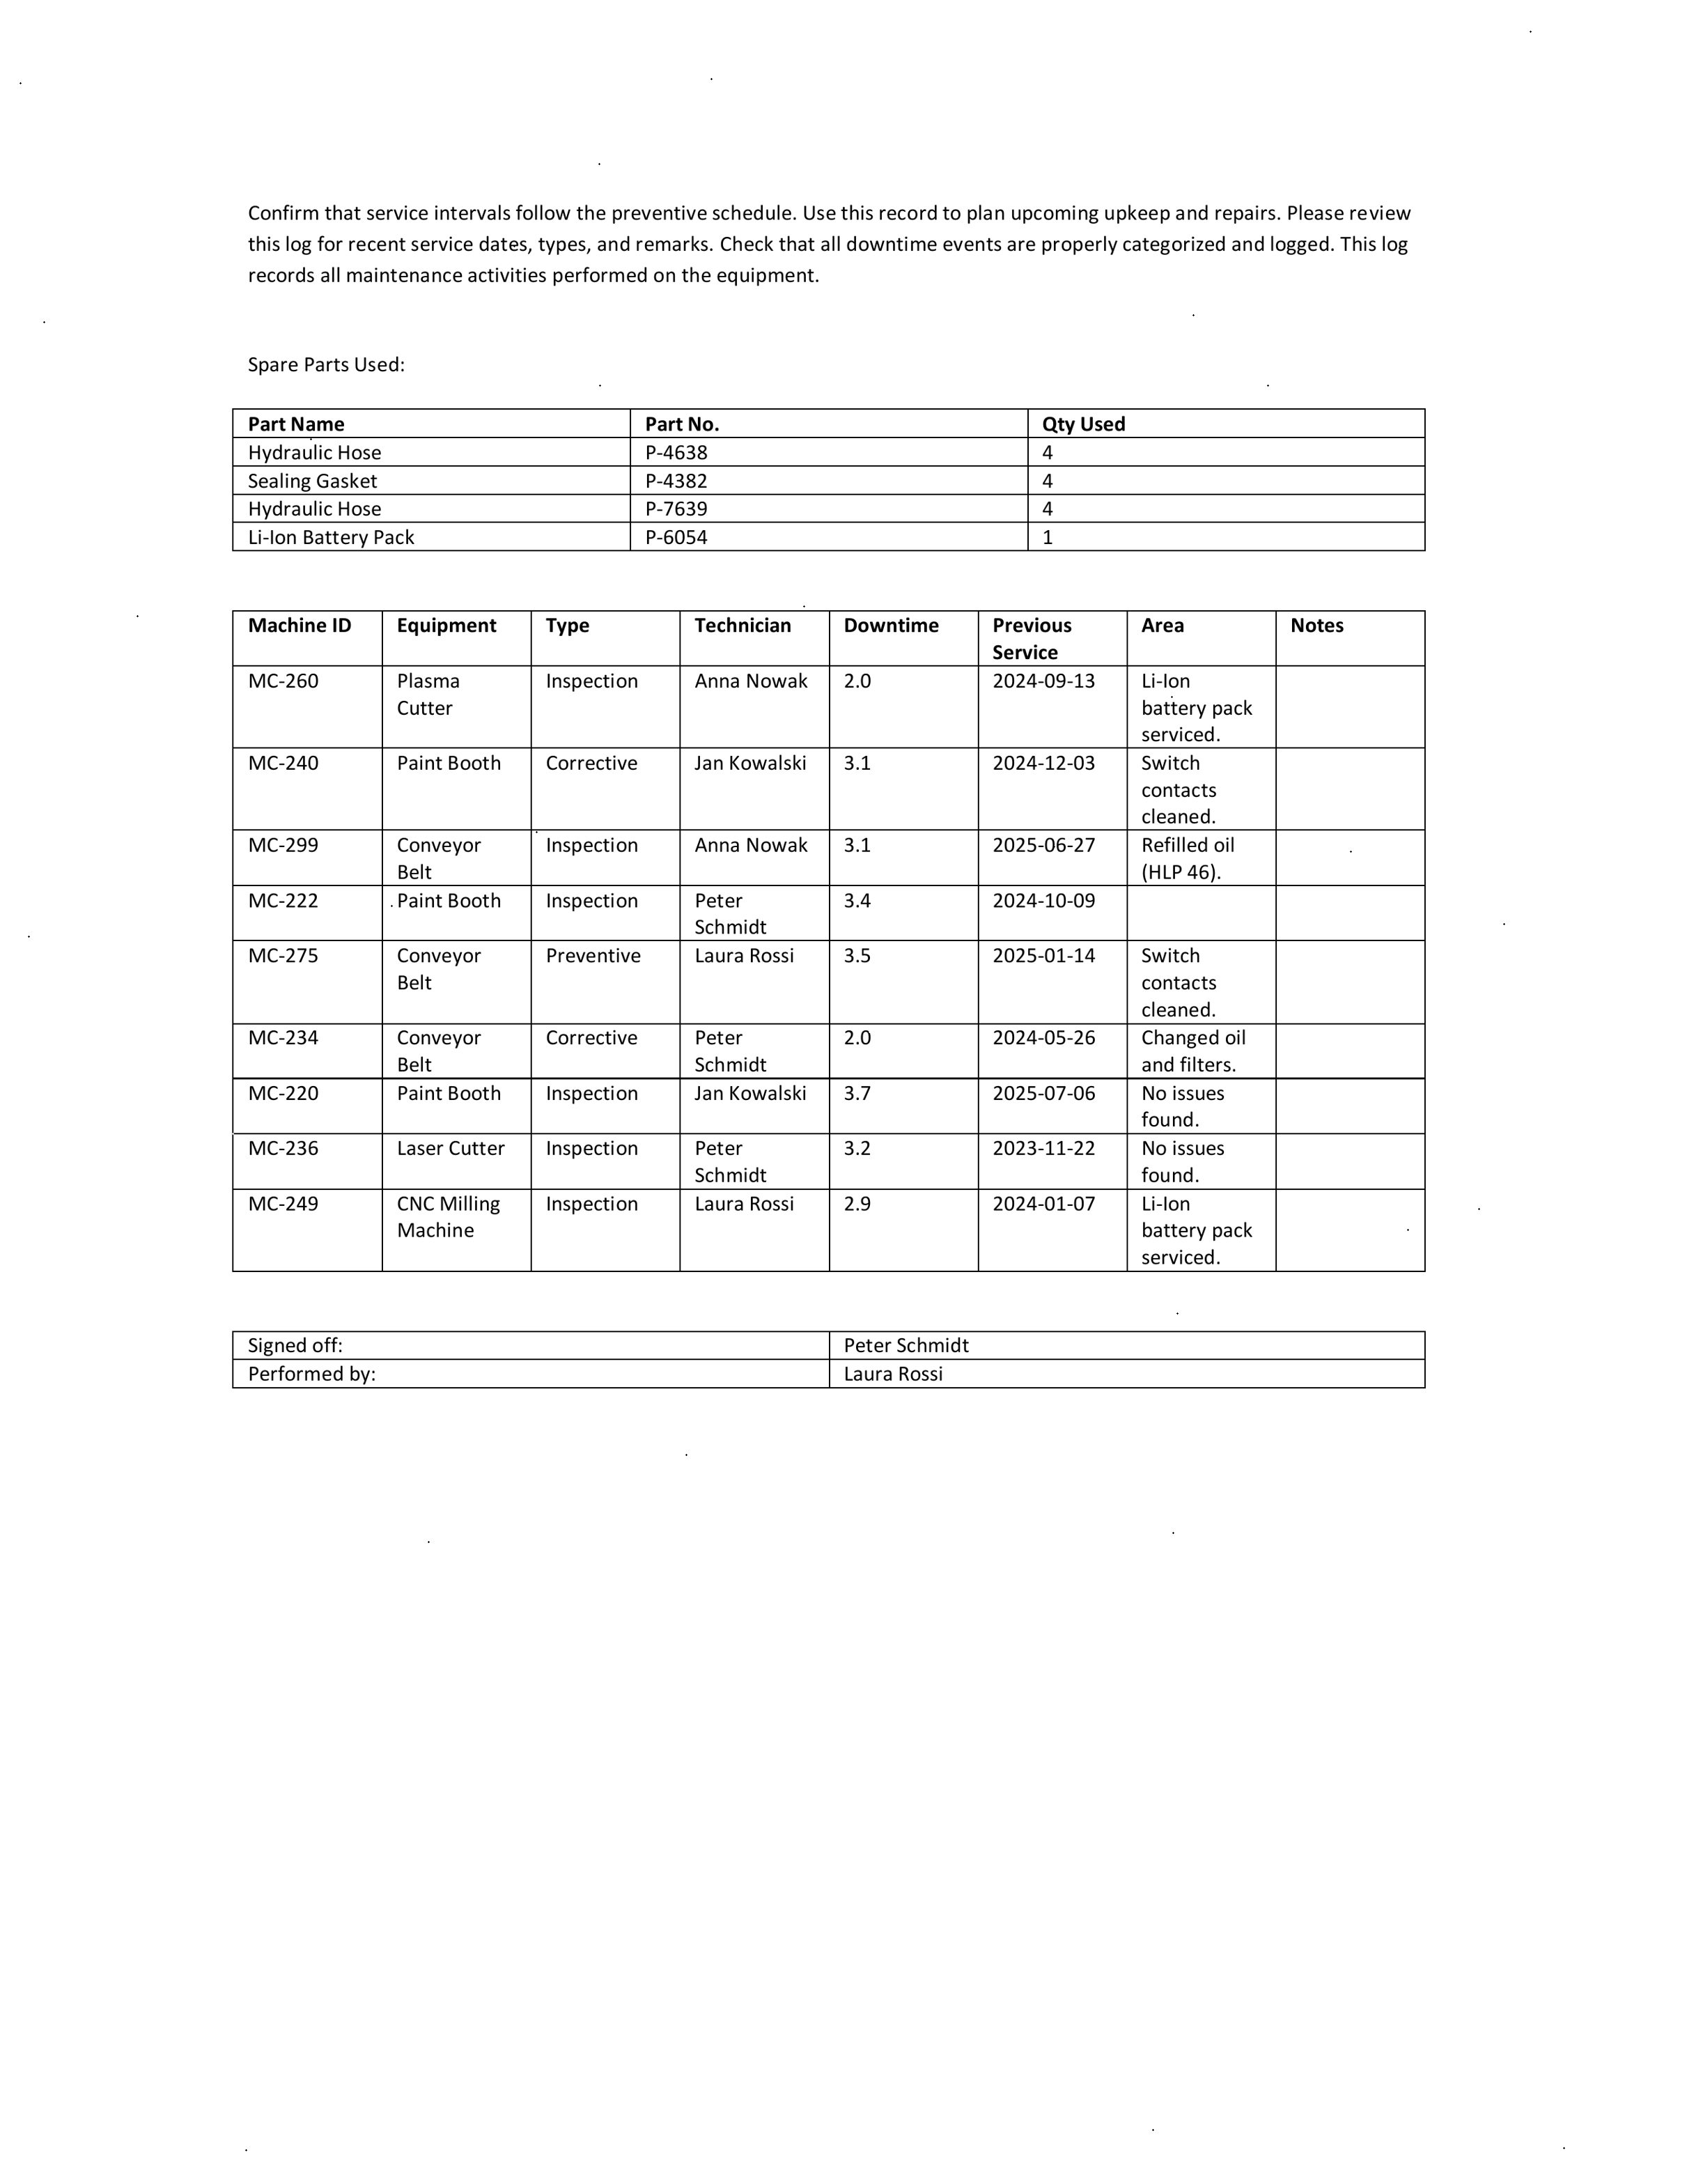 Confirm that service intervals follow the preventive schedule. Use this record to plan upcoming upkeep and repairs. Please review
this log for recent service dates, types, and remarks. Check that all downtime events are properly categorized and logged. This log
records all maintenance activities performed on the equipment.
Spare Parts Used:
Part Name Part No. Qty Used
Hydraulic Hose P-4638 4
Sealing Gasket P-4382 4
Hydraulic Hose P-7639 4
Li-Ion Battery Pack P-6054 1
Machine ID Equipment Type Technician Downtime Previous Area Notes
Service
MC-260 Plasma Inspection Anna Nowak 2.0 2024-09-13 Li-Ion
Cutter battery pack
serviced.
MC-240 Paint Booth Corrective Jan Kowalski 3.1 2024-12-03 Switch
contacts
cleaned.
MC-299 Conveyor Inspection Anna Nowak 3.1 2025-06-27 Refilled oil
Belt (HLP 46).
MC-222 Paint Booth Inspection Peter 3.4 2024-10-09
Schmidt
MC-275 Conveyor Preventive Laura Rossi 3.5 2025-01-14 Switch
Belt contacts
cleaned.
MC-234 Conveyor Corrective Peter 2.0 2024-05-26 Changed oil
Belt Schmidt and filters.
MC-220 Paint Booth Inspection Jan Kowalski 3.7 2025-07-06 No issues
found.
MC-236 Laser Cutter Inspection Peter 3.2 2023-11-22 No issues
Schmidt found.
MC-249 CNC Milling Inspection Laura Rossi 2.9 2024-01-07 Li-Ion
Machine battery pack
serviced.
Signed off: Peter Schmidt
Performed by: Laura Rossi